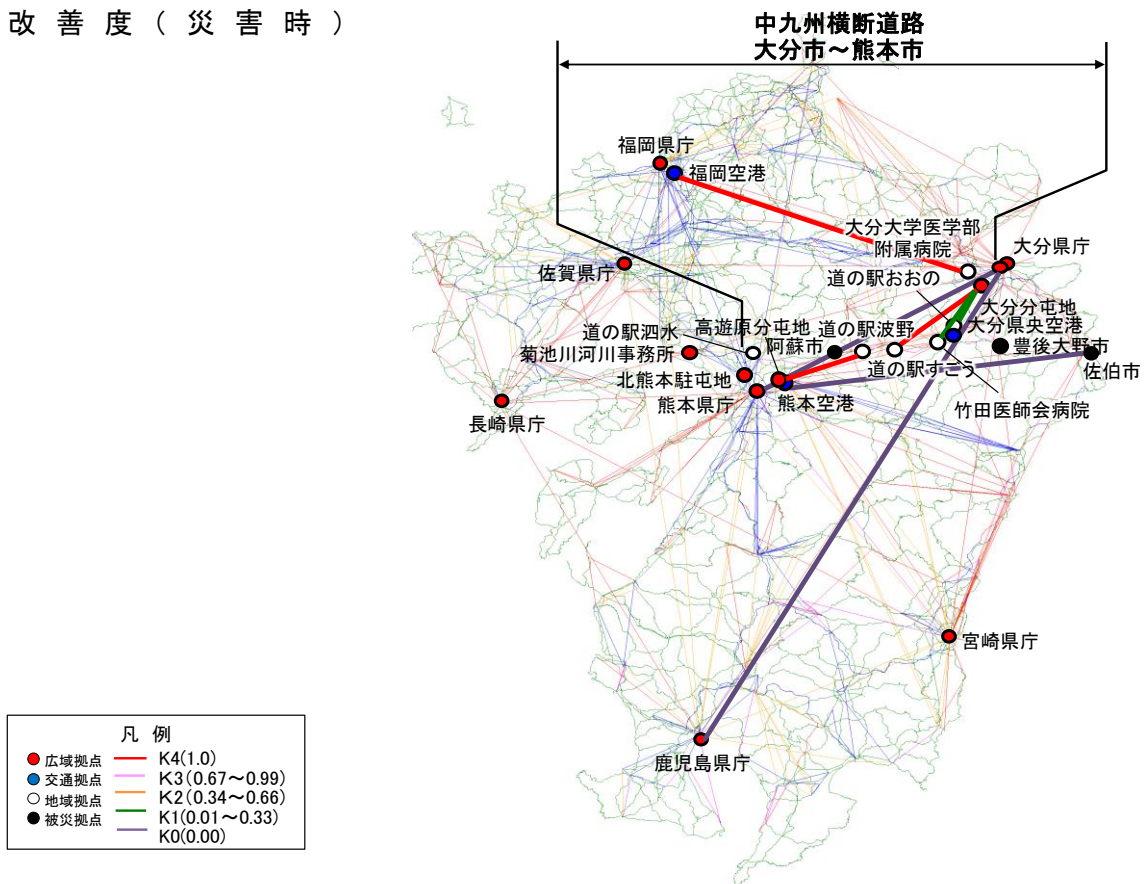 改善度(災害時)
中九州横断道路
大分市～熊本市
福岡県庁
福岡空港
大分大学医学部
附属病院
大分県庁
佐賀県庁
道の駅おおの
大分分屯地
道の駅泗水
高遊原分屯地
道の駅波野
大分県央空港
菊池川河川事務所
阿蘇市
豊後大野市
道の駅すごう
佐伯市
北熊本駐屯地
熊本県庁
熊本空港
竹田医師会病院
長崎県庁
宮崎県庁
鹿児島県庁
凡例
広域拠点 K4(1.0)
交通拠点 K3(0.67～0.99)
地域拠点 K2(0.34～0.66)
被災拠点 K1(0.01～0.33)
K0(0.00)